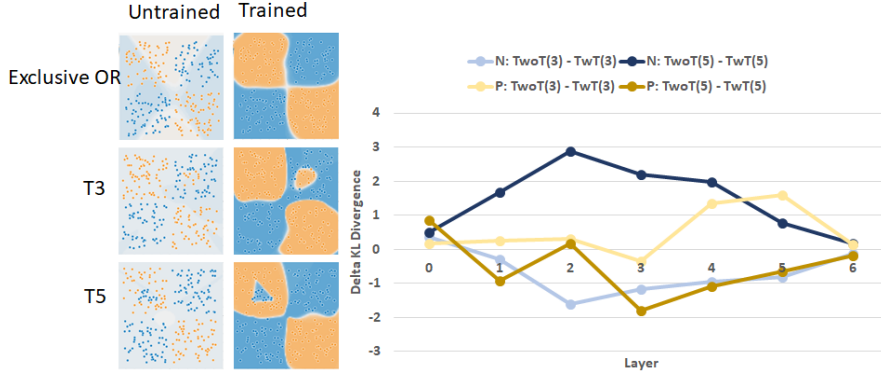 Untrained Trained
Exclusive OR
T3
T5
N: TwoT(3) - TwT(3) N: TwoT(5) - TwT(5)
P: TwoT(3) - TwT(3) P: TwoT(5) - TwT(5)
Delta KL Divergence
4
3
2
1
0
-1
-2
-3
0 1 2 3 4 5 6
Layer